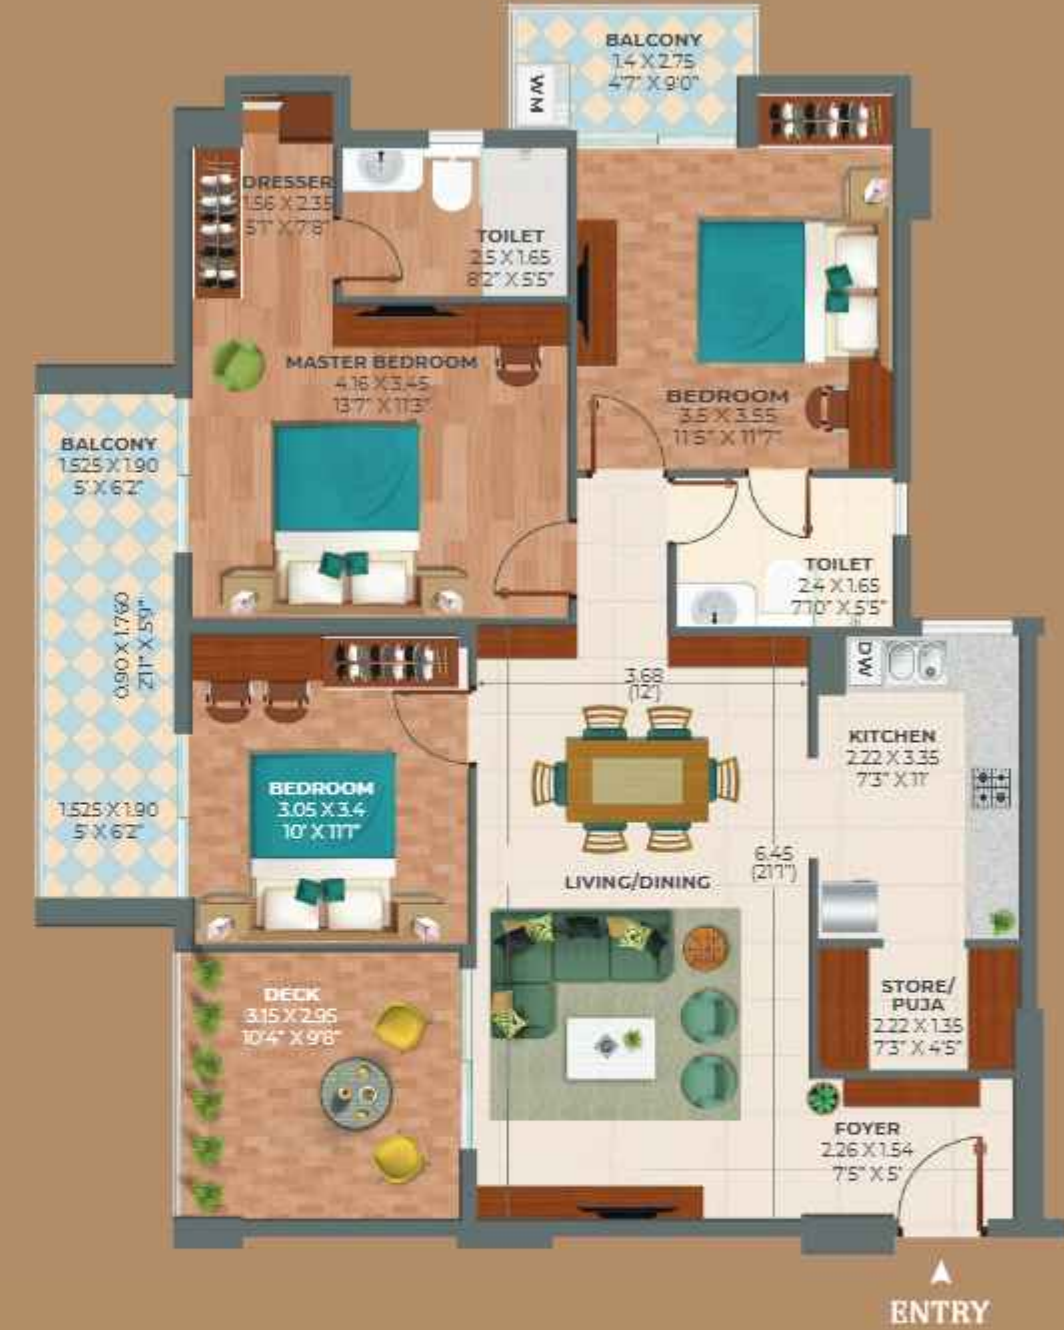 BALCONY
1.4 X 2.75
4'7" X 9'0"
WM
DRESSER
1.56 X 2.35
5'1" X 7'8"
TOILET
2.5 X 1.65
8'2" X 5'5"
MASTER BEDROOM
4.16 X 3.45
13'7" X 11'3"
BEDROOM
3.5 X 3.55
11'5" X 11'7"
BALCONY
1.525 X 1.90
5' X 6'2"
0.90 X 1.760
2'11" X 5'9"
1.525 X 1.90
5' X 6'2"
TOILET
2.4 X 1.65
7'10" X 5'5"
3.68
(12')
DW
KITCHEN
2.22 X 3.35
7'3" X 11'
BEDROOM
3.05 X 3.4
10' X 11'1"
6.45
(21'1")
LIVING/DINING
DECK
3.15 X 2.95
10'4" X 9'8"
STORE/
PUJA
2.22 X 1.35
7'3" X 4'5"
FOYER
2.26 X 1.54
7'5" X 5'
ENTRY